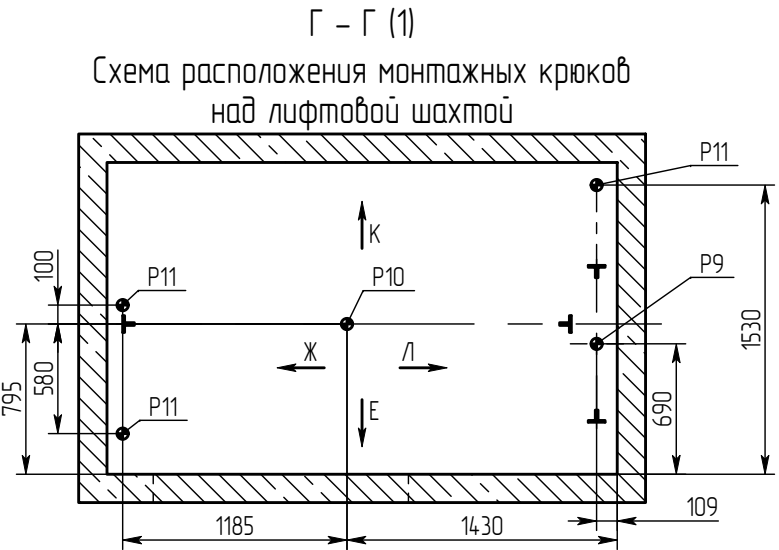 Г – Г (1)
Схема расположения монтажных крюков
над лифтовой шахтой
Р11
К
100
Р11
Р10
Р9
1530
Ж
Л
795
580
Р11
Е
690
1185
1430
109